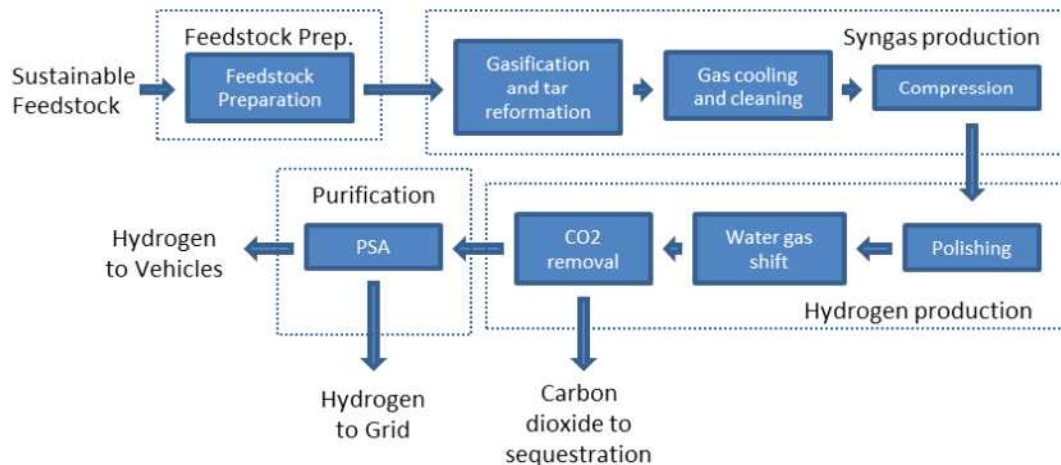 Feedstock Prep.
Sustainable
Feedstock
Feedstock
Preparation
Syngas production
Gasification
and tar
reformation
Gas cooling
and cleaning
Compression
Purification
Hydrogen
to Vehicles
PSA
CO2
removal
Water gas
shift
Polishing
Hydrogen production
Hydrogen
to Grid
Carbon
dioxide to
sequestration